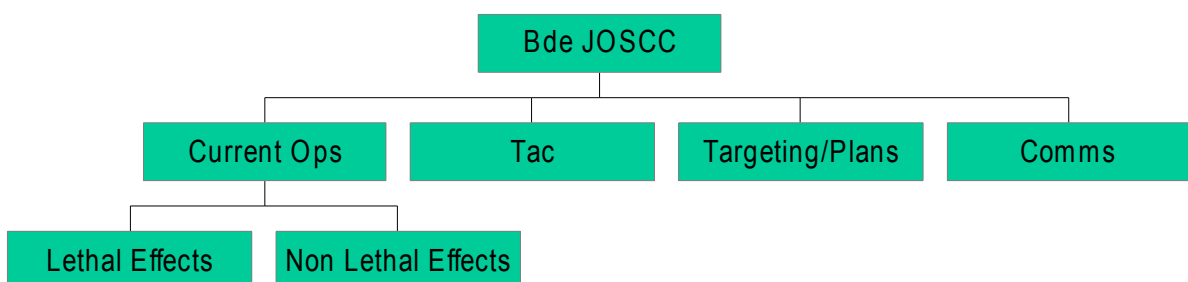 Bde JOSCC
Current Ops
Tac
Targeting/Plans
Comms
Lethal Effects
Non Lethal Effects